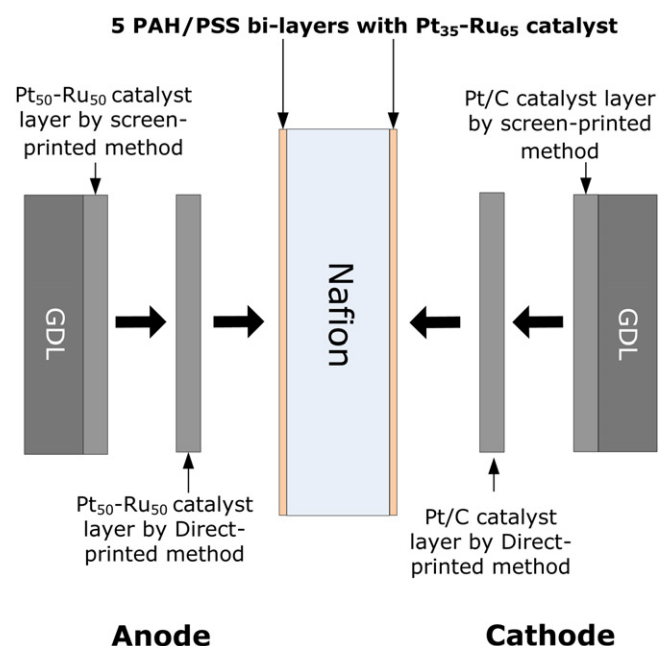 5 PAH/PSS bi-layers with Pt₃₅-Ru₆₅ catalyst
Pt₅₀-Ru₅₀ catalyst
layer by screen-
printed method
Pt/C catalyst layer
by screen-printed
method
GDL
Nafion
GDL
Pt₅₀-Ru₅₀ catalyst
layer by Direct-
printed method
Pt/C catalyst
layer by Direct-
printed method
Anode
Cathode